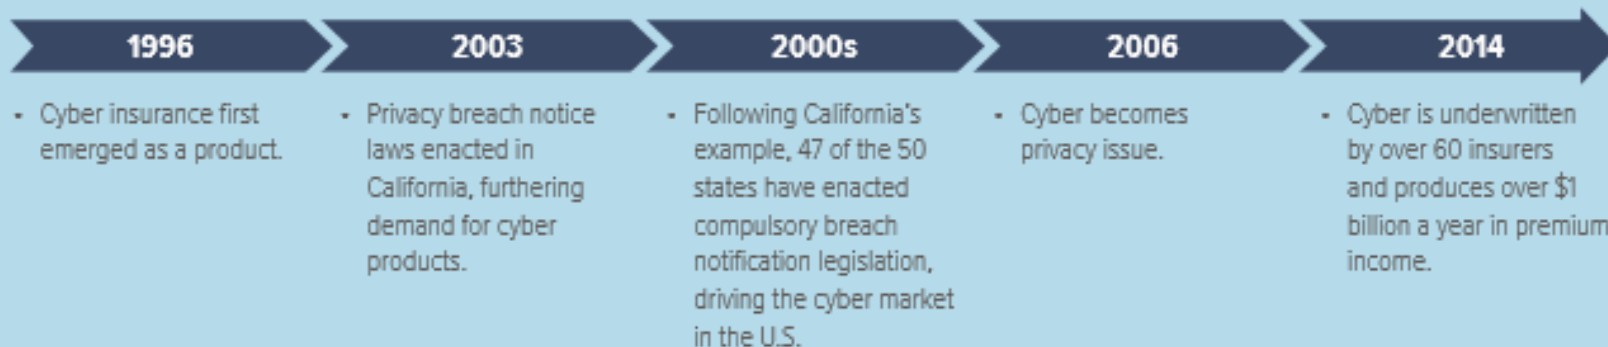 1996
2003
2000s
2006
2014
• Cyber insurance first
emerged as a product.
• Privacy breach notice
laws enacted in
California, furthering
demand for cyber
products.
• Following California's
example, 47 of the 50
states have enacted
compulsory breach
notification legislation,
driving the cyber market
in the U.S.
• Cyber becomes
privacy issue.
• Cyber is underwritten
by over 60 insurers
and produces over $1
billion a year in premium
income.